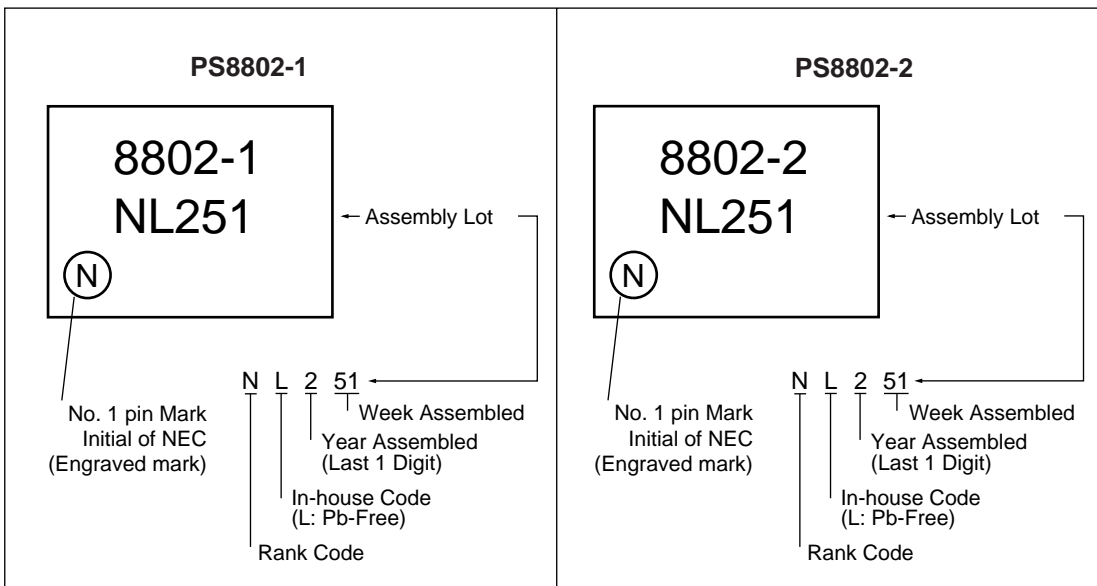 PS8802-1
8802-1
NL251
N
Assembly Lot
N L 2 51
No. 1 pin Mark
Initial of NEC
(Engraved mark)
Week Assembled
Year Assembled
(Last 1 Digit)
In-house Code
(L: Pb-Free)
Rank Code
PS8802-2
8802-2
NL251
N
Assembly Lot
N L 2 51
No. 1 pin Mark
Initial of NEC
(Engraved mark)
Week Assembled
Year Assembled
(Last 1 Digit)
In-house Code
(L: Pb-Free)
Rank Code